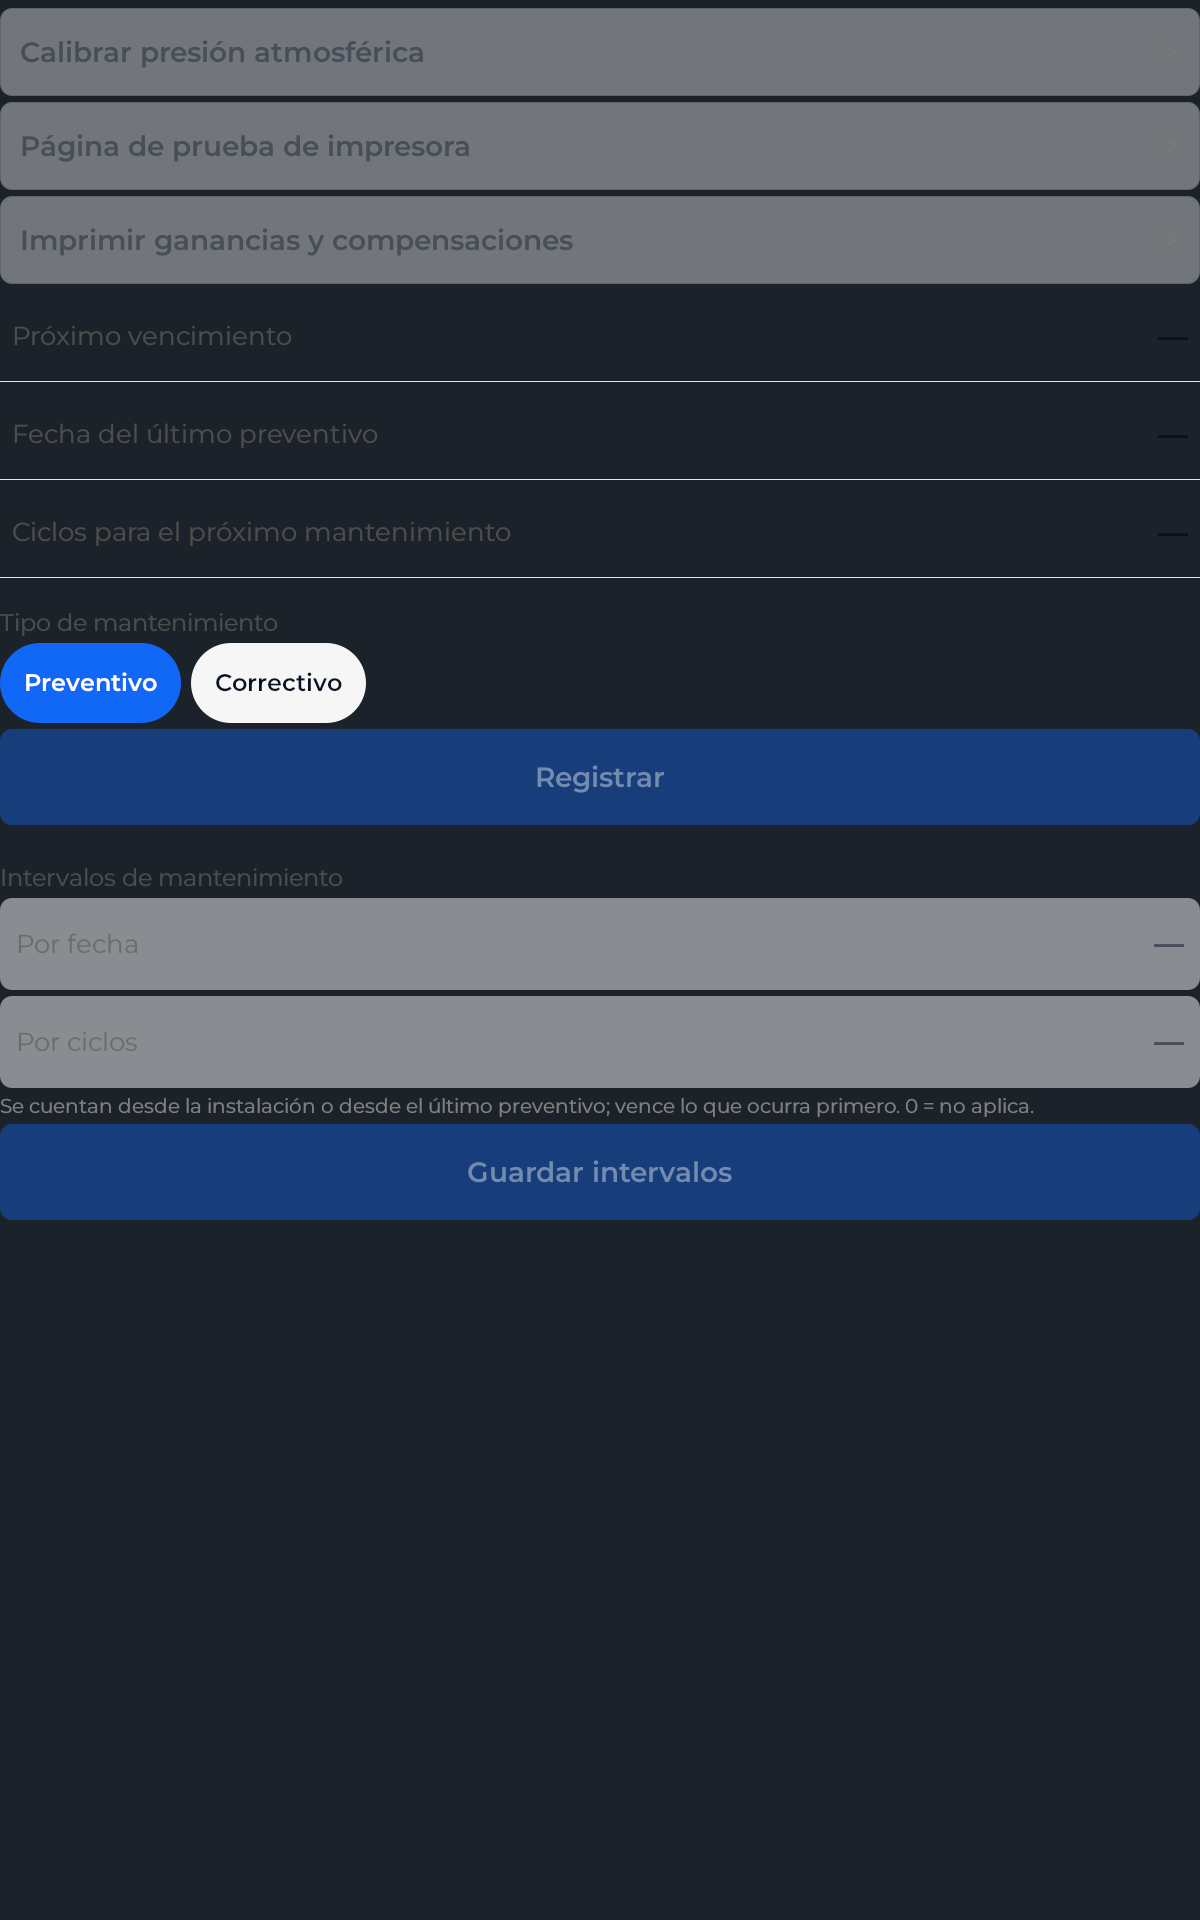 Calibrar presión atmosférica >
Página de prueba de impresora >
Imprimir ganancias y compensaciones >
Próximo vencimiento —
Fecha del último preventivo —
Ciclos para el próximo mantenimiento —
Tipo de mantenimiento
Preventivo Correctivo
Registrar
Intervalos de mantenimiento
Por fecha —
Por ciclos —
Se cuentan desde la instalación o desde el último preventivo; vence lo que ocurra primero. 0 = no aplica.
Guardar intervalos